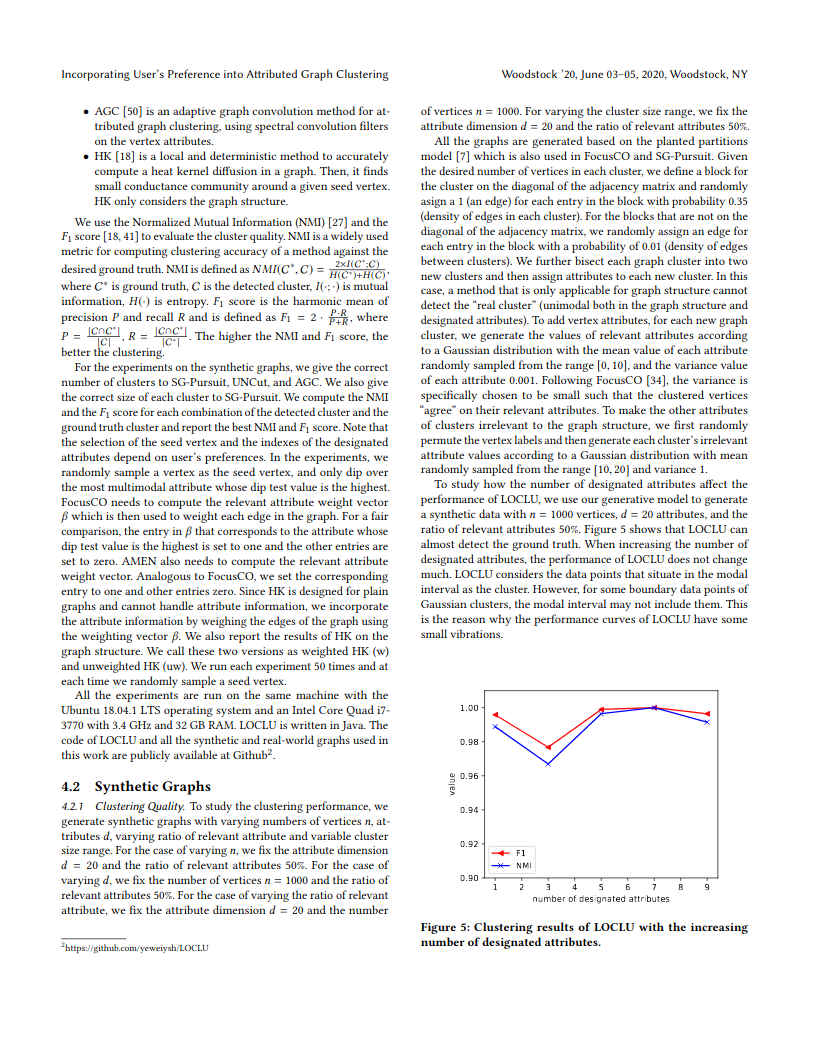 Incorporating User's Preference into Attributed Graph Clustering
Woodstock '20, June 03–05, 2020, Woodstock, NY
• AGC [50] is an adaptive graph convolution method for at-
tributed graph clustering, using spectral convolution filters
on the vertex attributes.
• HK [18] is a local and deterministic method to accurately
compute a heat kernel diffusion in a graph. Then, it finds
small conductance community around a given seed vertex.
HK only considers the graph structure.
We use the Normalized Mutual Information (NMI) [27] and the
F1 score [18, 41] to evaluate the cluster quality. NMI is a widely used
metric for computing clustering accuracy of a method against the
desired ground truth. NMI is defined as NMI(C*, C) = 2×I(C*;C) / H(C*)+H(C),
where C* is ground truth, C is the detected cluster, I(·; ·) is mutual
information, H(·) is entropy. F1 score is the harmonic mean of
precision P and recall R and is defined as F1 = 2 · P·R / P+R, where
P = |C∩C*| / |C|, R = |C∩C*| / |C*|. The higher the NMI and F1 score, the
better the clustering.
For the experiments on the synthetic graphs, we give the correct
number of clusters to SG-Pursuit, UNCut, and AGC. We also give
the correct size of each cluster to SG-Pursuit. We compute the NMI
and the F1 score for each combination of the detected cluster and the
ground truth cluster and report the best NMI and F1 score. Note that
the selection of the seed vertex and the indexes of the designated
attributes depend on user's preferences. In the experiments, we
randomly sample a vertex as the seed vertex, and only dip over
the most multimodal attribute whose dip test value is the highest.
FocusCO needs to compute the relevant attribute weight vector
β which is then used to weight each edge in the graph. For a fair
comparison, the entry in β that corresponds to the attribute whose
dip test value is the highest is set to one and the other entries are
set to zero. AMEN also needs to compute the relevant attribute
weight vector. Analogous to FocusCO, we set the corresponding
entry to one and other entries zero. Since HK is designed for plain
graphs and cannot handle attribute information, we incorporate
the attribute information by weighing the edges of the graph using
the weighting vector β. We also report the results of HK on the
graph structure. We call these two versions as weighted HK (w)
and unweighted HK (uw). We run each experiment 50 times and at
each time we randomly sample a seed vertex.
All the experiments are run on the same machine with the
Ubuntu 18.04.1 LTS operating system and an Intel Core Quad i7-
3770 with 3.4 GHz and 32 GB RAM. LOCLU is written in Java. The
code of LOCLU and all the synthetic and real-world graphs used in
this work are publicly available at Github2.
4.2 Synthetic Graphs
4.2.1 Clustering Quality. To study the clustering performance, we
generate synthetic graphs with varying numbers of vertices n, at-
tributes d, varying ratio of relevant attribute and variable cluster
size range. For the case of varying n, we fix the attribute dimension
d = 20 and the ratio of relevant attributes 50%. For the case of
varying d, we fix the number of vertices n = 1000 and the ratio of
relevant attributes 50%. For the case of varying the ratio of relevant
attribute, we fix the attribute dimension d = 20 and the number
2https://github.com/yeweiysh/LOCLU
of vertices n = 1000. For varying the cluster size range, we fix the
attribute dimension d = 20 and the ratio of relevant attributes 50%.
All the graphs are generated based on the planted partitions
model [7] which is also used in FocusCO and SG-Pursuit. Given
the desired number of vertices in each cluster, we define a block for
the cluster on the diagonal of the adjacency matrix and randomly
asign a 1 (an edge) for each entry in the block with probability 0.35
(density of edges in each cluster). For the blocks that are not on the
diagonal of the adjacency matrix, we randomly assign an edge for
each entry in the block with a probability of 0.01 (density of edges
between clusters). We further bisect each graph cluster into two
new clusters and then assign attributes to each new cluster. In this
case, a method that is only applicable for graph structure cannot
detect the "real cluster" (unimodal both in the graph structure and
designated attributes). To add vertex attributes, for each new graph
cluster, we generate the values of relevant attributes according
to a Gaussian distribution with the mean value of each attribute
randomly sampled from the range [0, 10], and the variance value
of each attribute 0.001. Following FocusCO [34], the variance is
specifically chosen to be small such that the clustered vertices
"agree" on their relevant attributes. To make the other attributes
of clusters irrelevant to the graph structure, we first randomly
permute the vertex labels and then generate each cluster's irrelevant
attribute values according to a Gaussian distribution with mean
randomly sampled from the range [10, 20] and variance 1.
To study how the number of designated attributes affect the
performance of LOCLU, we use our generative model to generate
a synthetic data with n = 1000 vertices, d = 20 attributes, and the
ratio of relevant attributes 50%. Figure 5 shows that LOCLU can
almost detect the ground truth. When increasing the number of
designated attributes, the performance of LOCLU does not change
much. LOCLU considers the data points that situate in the modal
interval as the cluster. However, for some boundary data points of
Gaussian clusters, the modal interval may not include them. This
is the reason why the performance curves of LOCLU have some
small vibrations.
1.00
0.98
0.96
0.94
0.92
0.90
value
F1
NMI
1 2 3 4 5 6 7 8 9
number of designated attributes
Figure 5: Clustering results of LOCLU with the increasing
number of designated attributes.